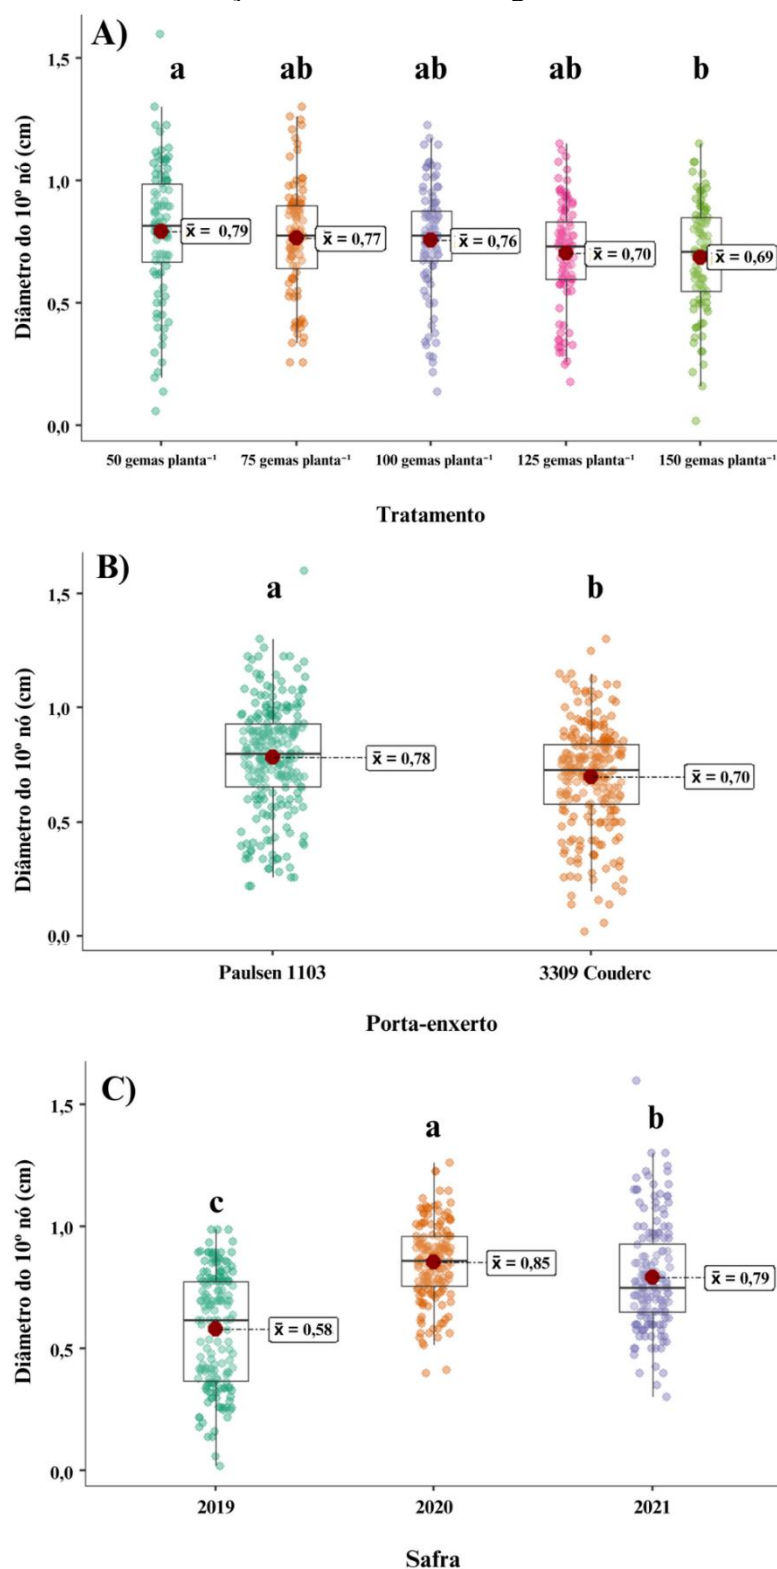 A)
a ab ab ab b
1,5
1,0
0,5
0,0
Diâmetro do 10º nó (cm)
x̄ = 0,79
x̄ = 0,77
x̄ = 0,76
x̄ = 0,70
x̄ = 0,69
50 gemas planta⁻¹ 75 gemas planta⁻¹ 100 gemas planta⁻¹ 125 gemas planta⁻¹ 150 gemas planta⁻¹
Tratamento
B)
a b
1,5
1,0
0,5
0,0
Diâmetro do 10º nó (cm)
x̄ = 0,78
x̄ = 0,70
Paulsen 1103 3309 Couderc
Porta-enxerto
C)
c a b
1,5
1,0
0,5
0,0
Diâmetro do 10º nó (cm)
x̄ = 0,58
x̄ = 0,85
x̄ = 0,79
2019 2020 2021
Safra